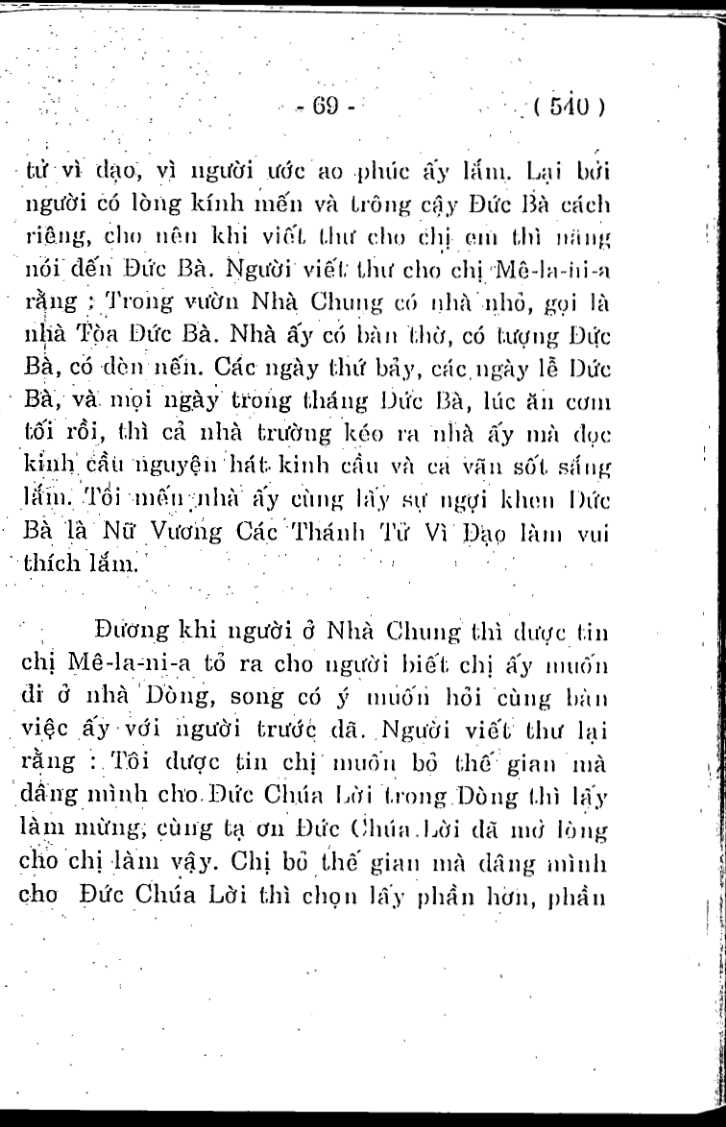 - 69 - ( 540 )
tử vì đạo, vì người ước ao phúc ấy lắm. Lại bởi
người có lòng kính mến và trông cậy Đức Bà cách
riêng, cho nên khi viết thư cho chị em thì năng
nói đến Đức Bà. Người viết thư cho chị Mê-la-ni-a
rằng : Trong vườn Nhà Chung có nhà nhỏ, gọi là
nhà Tòa Đức Bà. Nhà ấy có bàn thờ, có tượng Đức
Bà, có đèn nến. Các ngày thứ bảy, các ngày lễ Đức
Bà, và mọi ngày trong tháng Đức Bà, lúc ăn cơm
tối rồi, thì cả nhà trường kéo ra nhà ấy mà đọc
kinh cầu nguyện hát kinh cầu và ca vãn sốt sắng
lắm. Tôi mến nhà ấy cùng lấy sự ngợi khen Đức
Bà là Nữ Vương Các Thánh Tử Vì Đạo làm vui
thích lắm.
Đương khi người ở Nhà Chung thì được tin
chị Mê-la-ni-a tỏ ra cho người biết chị ấy muốn
đi ở nhà Dòng, song có ý muốn hỏi cùng bàn
việc ấy với người trước đã. Người viết thư lại
rằng : Tôi được tin chị muốn bỏ thế gian mà
dâng mình cho Đức Chúa Lời trong Dòng thì lấy
làm mừng, cùng tạ ơn Đức Chúa Lời đã mở lòng
cho chị làm vậy. Chị bỏ thế gian mà dâng mình
cho Đức Chúa Lời thì chọn lấy phần hơn, phần